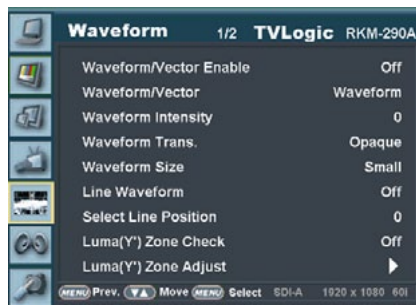 Waveform 1/2 TVLogic RKM-290A
Waveform/Vector Enable Off
Waveform/Vector Waveform
Waveform Intensity 0
Waveform Trans. Opaque
Waveform Size Small
Line Waveform Off
Select Line Position 0
Luma(Y') Zone Check Off
Luma(Y') Zone Adjust ▶
MENU Prev. ▼▲ Move MENU Select SDI-A 1920 x 1080 60i